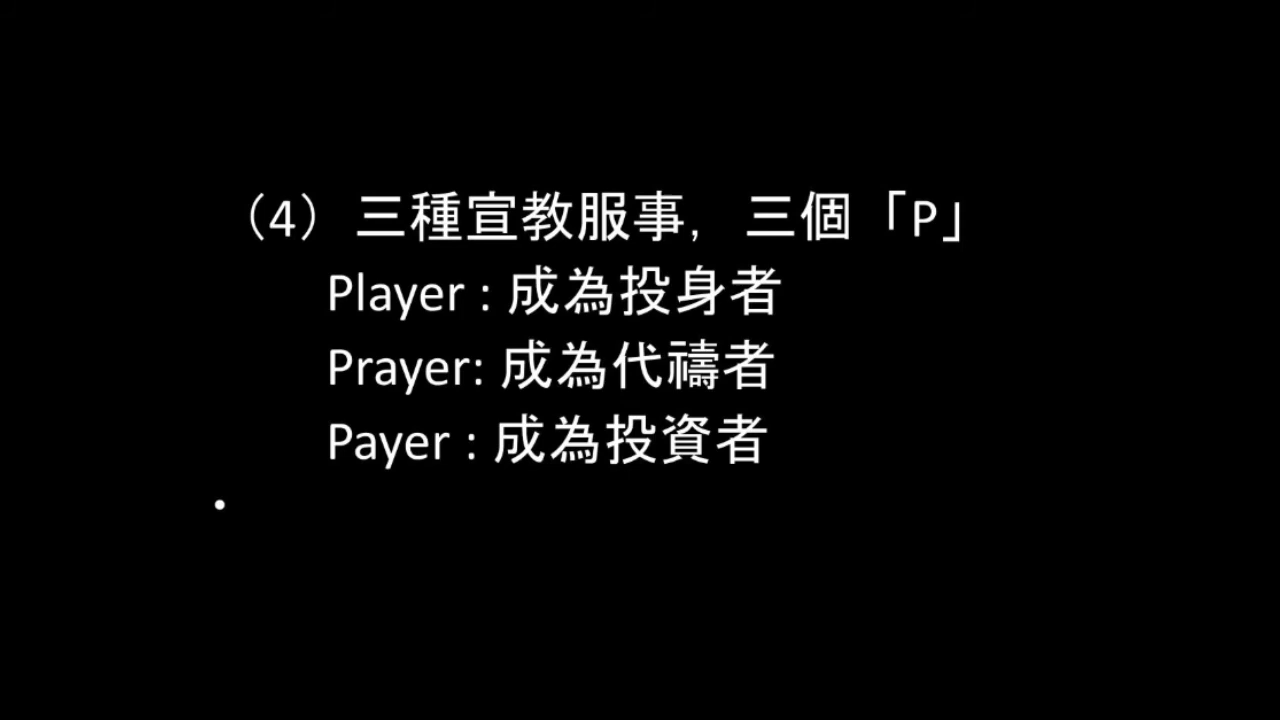 （4）三種宣教服事，三個「P」
Player : 成為投身者
Prayer: 成為代禱者
Payer : 成為投資者
•